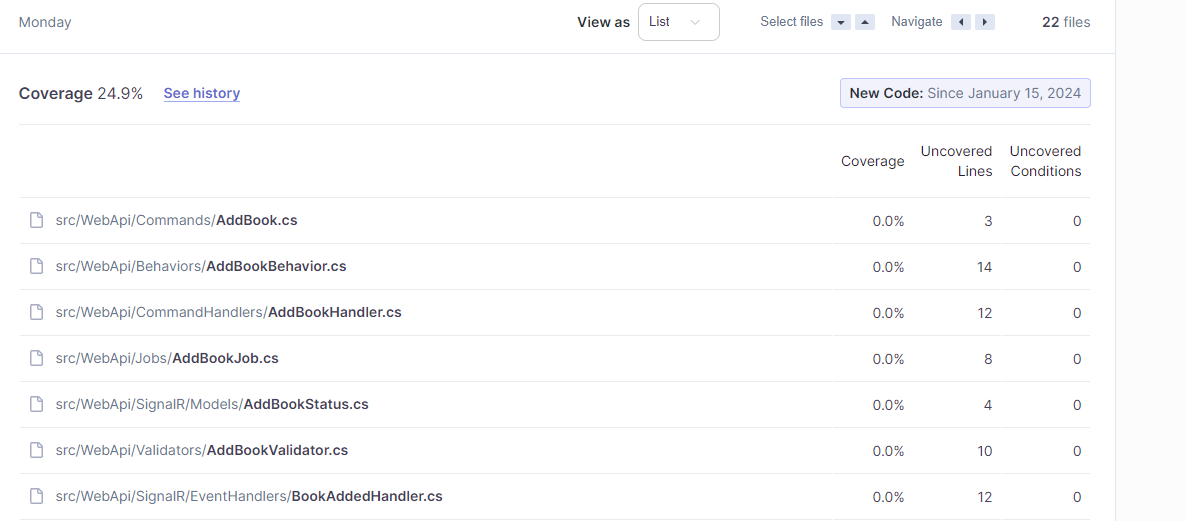 Monday View as List Select files Navigate 22 files
Coverage 24.9% See history New Code: Since January 15, 2024
Coverage Uncovered Lines Uncovered Conditions
src/WebApi/Commands/AddBook.cs 0.0% 3 0
src/WebApi/Behaviors/AddBookBehavior.cs 0.0% 14 0
src/WebApi/CommandHandlers/AddBookHandler.cs 0.0% 12 0
src/WebApi/Jobs/AddBookJob.cs 0.0% 8 0
src/WebApi/SignalR/Models/AddBookStatus.cs 0.0% 4 0
src/WebApi/Validators/AddBookValidator.cs 0.0% 10 0
src/WebApi/SignalR/EventHandlers/BookAddedHandler.cs 0.0% 12 0